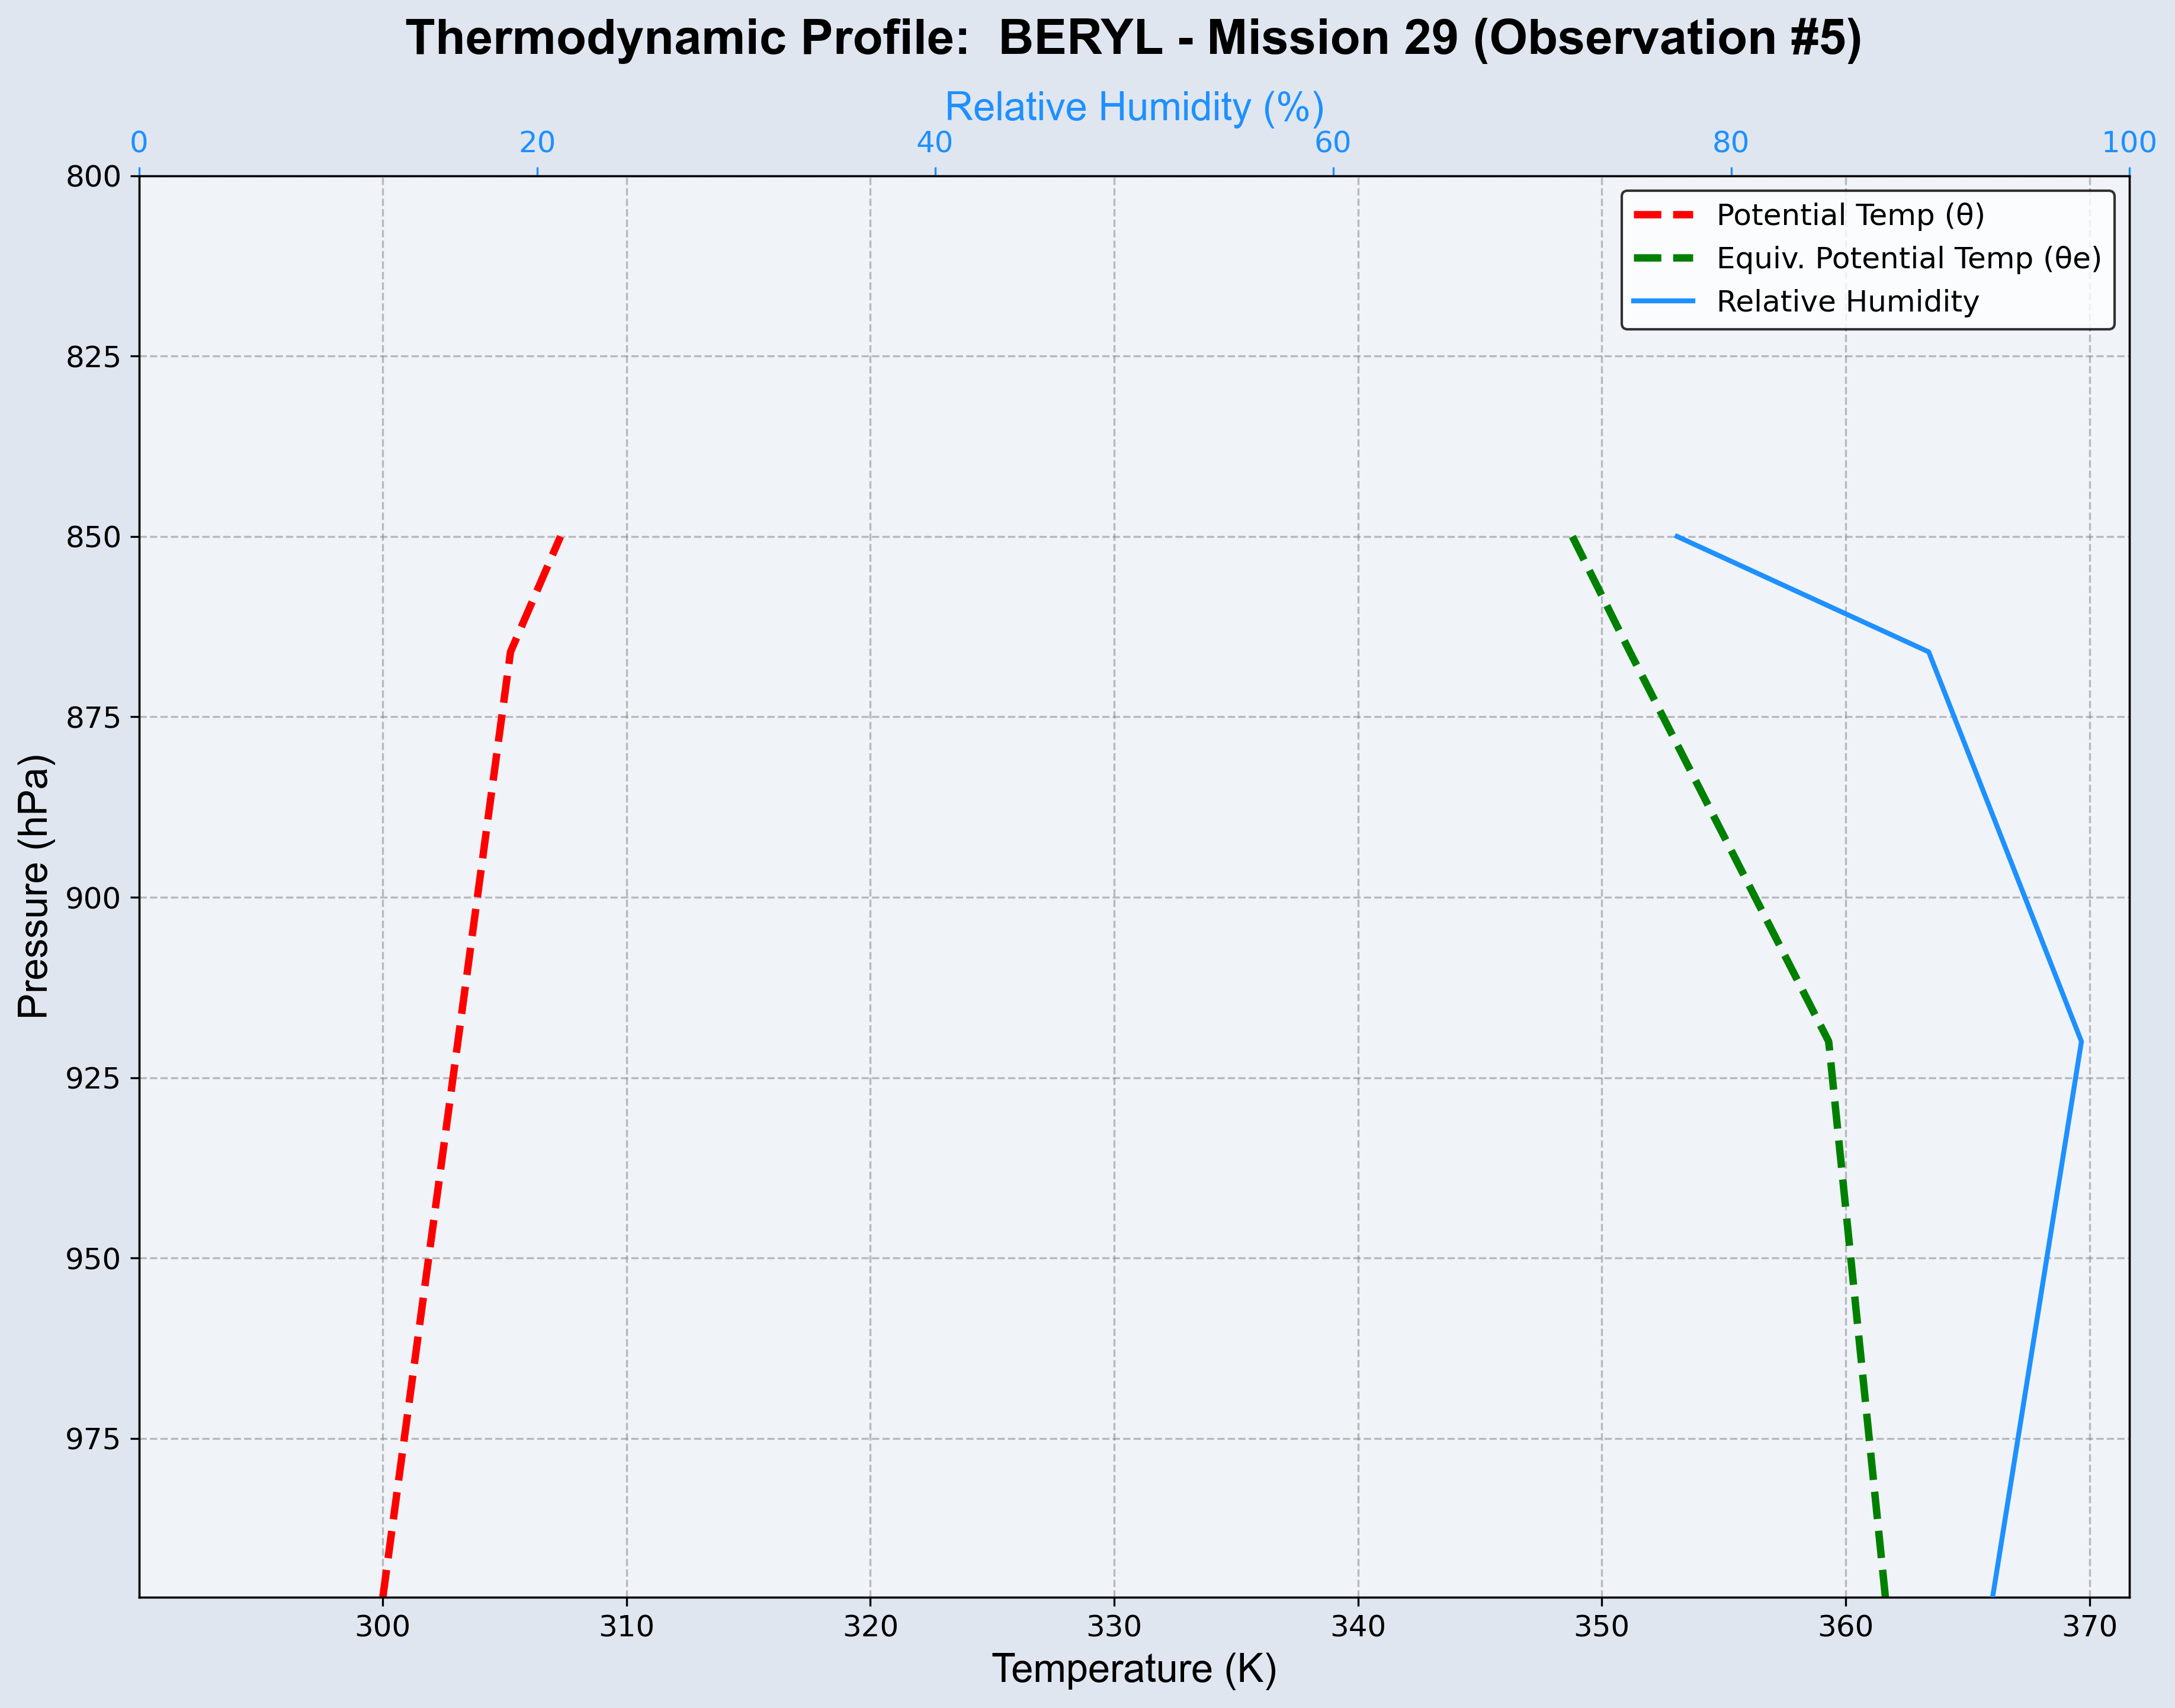 Thermodynamic Profile:  BERYL - Mission 29 (Observation #5)
Relative Humidity (%)
0 20 40 60 80 100
Potential Temp (θ)
Equiv. Potential Temp (θe)
Relative Humidity
Pressure (hPa)
800
825
850
875
900
925
950
975
300 310 320 330 340 350 360 370
Temperature (K)